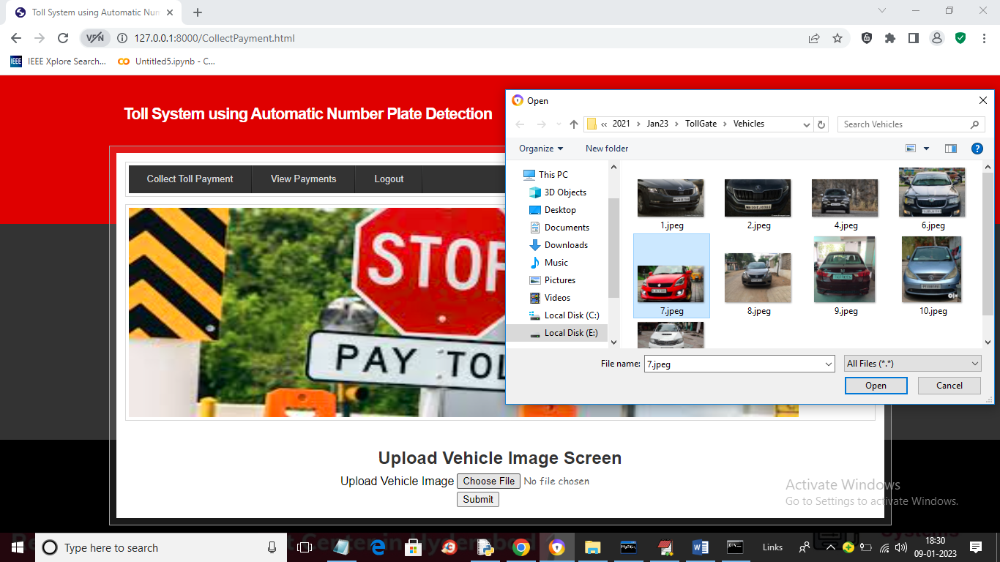 Toll System using Automatic Num
127.0.0.1:8000/CollectPayment.html
IEEE Xplore Search...
Untitled5.ipynb - C...
Toll System using Automatic Number Plate Detection
Collect Toll Payment
View Payments
Logout
STOP
PAY TOL
Open
« 2021 > Jan23 > TollGate > Vehicles
Search Vehicles
Organize
New folder
This PC
3D Objects
Desktop
Documents
Downloads
Music
Pictures
Videos
Local Disk (C:)
Local Disk (E:)
1.jpeg
2.jpeg
4.jpeg
6.jpeg
7.jpeg
8.jpeg
9.jpeg
10.jpeg
File name:
7.jpeg
All Files (*.*)
Open
Cancel
Upload Vehicle Image Screen
Upload Vehicle Image
Choose File
No file chosen
Submit
Activate Windows
Go to Settings to activate Windows.
Type here to search
Links
18:30
09-01-2023